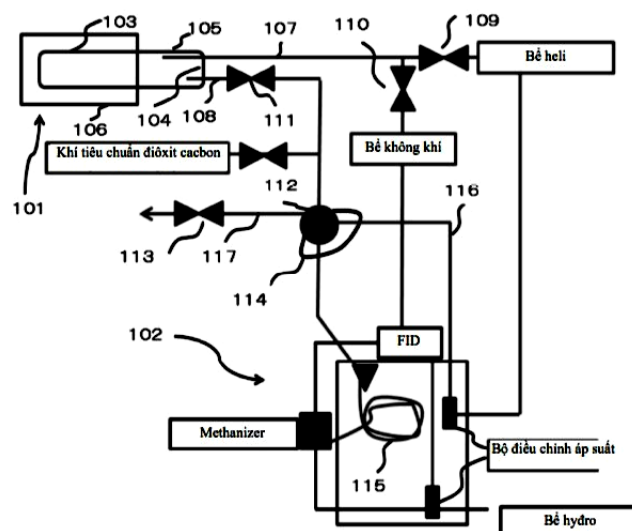 103
105
107
110
109
Bể heli
104
108
111
106
101
Khí tiêu chuẩn điôxit cacbon
Bể không khí
112
116
113
117
114
102
FID
Methanizer
115
Bộ điều chỉnh áp suất
Bể hyđro